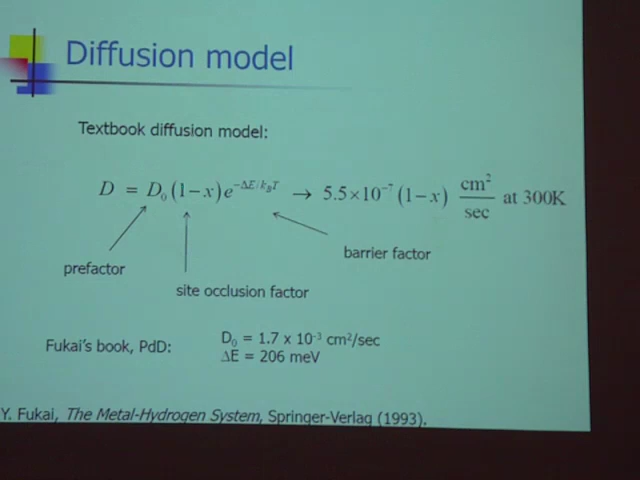 Diffusion model
Textbook diffusion model:
D = D₀ (1−x) e^{−ΔE/k_BT} → 5.5×10⁻⁷ (1−x) cm²/sec at 300K
prefactor
site occlusion factor
barrier factor
Fukai's book, PdD:
D₀ = 1.7 x 10⁻³ cm²/sec
ΔE = 206 meV
Y. Fukai, The Metal-Hydrogen System, Springer-Verlag (1993).